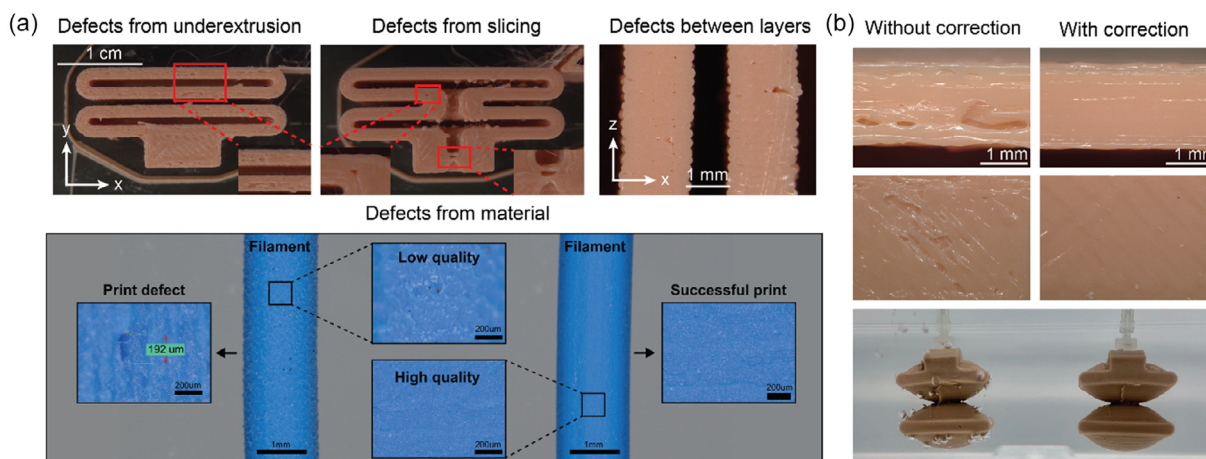 (a)
Defects from underextrusion
Defects from slicing
Defects between layers
1 cm
y
x
z
x
1 mm
Defects from material
Filament
Low quality
200um
Filament
Print defect
192 um
200um
Successful print
200um
High quality
200um
1mm
1mm
(b)
Without correction
With correction
1 mm
1 mm